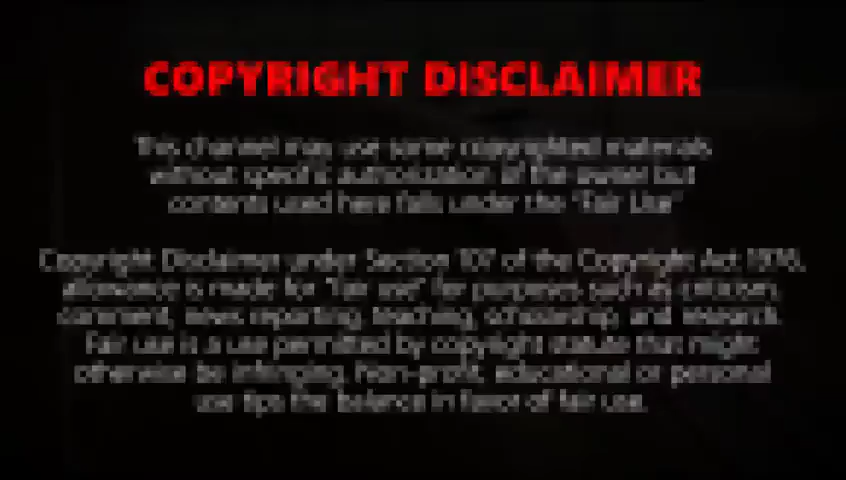 COPYRIGHT DISCLAIMER
This channel may use some copyrighted materials
without specific authorization of the owner but
contents used here falls under the "Fair Use"
Copyright Disclaimer under Section 107 of the Copyright Act 1976,
allowance is made for "fair use" for purposes such as criticism,
comment, news reporting, teaching, scholarship, and research.
Fair use is a use permitted by copyright statute that might
otherwise be infringing. Non-profit, educational or personal
use tips the balance in favor of fair use.